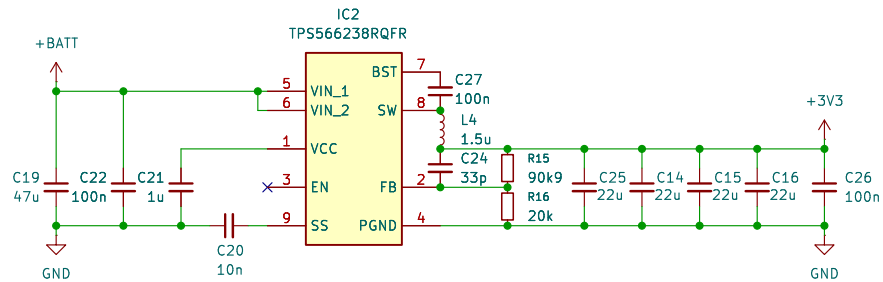 IC2
TPS566238RQFR
+BATT
7
BST
C27
100n
+3V3
5
VIN_1
6
VIN_2
SW
8
L4
1.5u
1
VCC
C24
33p
R15
90k9
C19
47u
C22
100n
C21
1u
3
EN
FB
2
R16
20k
C25
22u
C14
22u
C15
22u
C16
22u
C26
100n
9
SS
PGND
4
C20
10n
GND
GND